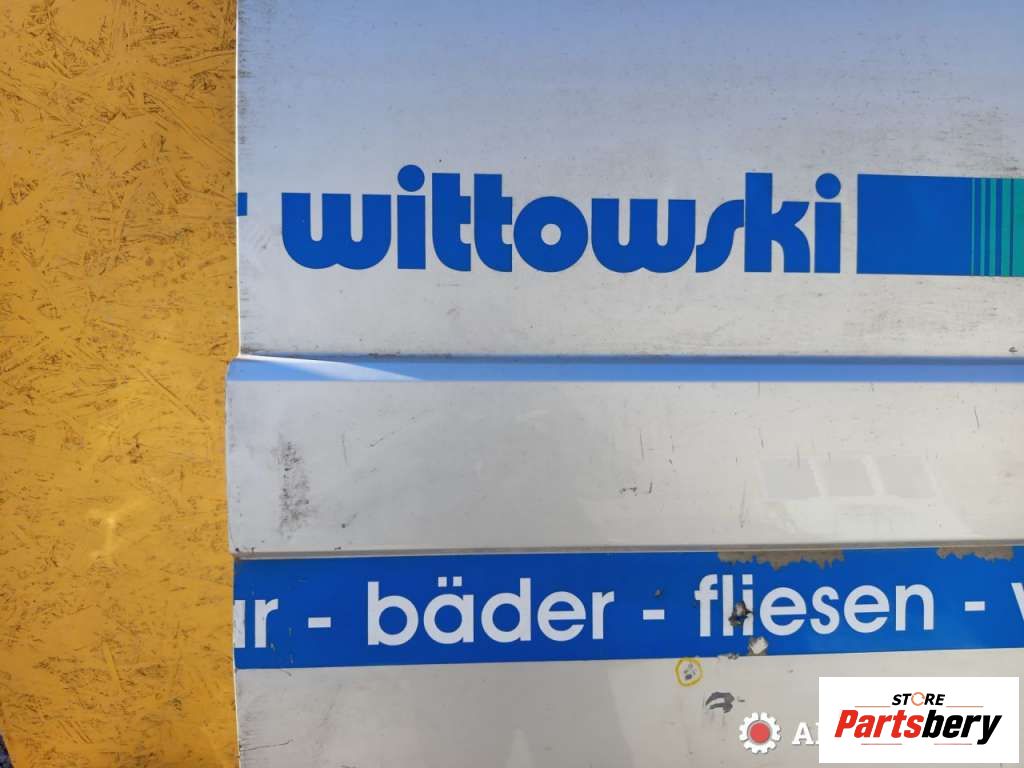 wittowski
- bäder - fliesen -
STORE
Partsbery